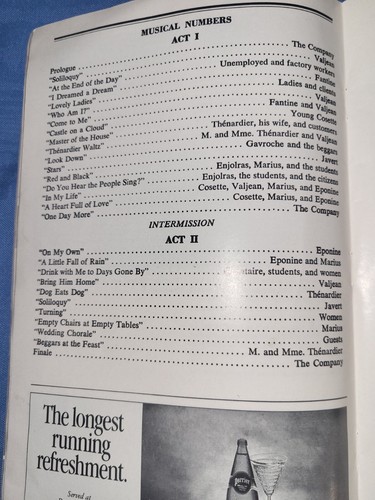 MUSICAL NUMBERS
ACT I
Prologue ... The Company
"Soliloquy" ... Valjean
"At the End of the Day" ... Unemployed and factory workers
"I Dreamed a Dream" ... Fantine
"Lovely Ladies" ... Ladies and clients
"Who Am I?" ... Valjean
"Come to Me" ... Fantine and Valjean
"Castle on a Cloud" ... Young Cosette
"Master of the House" ... Thénardier, his wife, and customers
"Thénardier Waltz" ... M. and Mme. Thénardier and Valjean
"Look Down" ... Gavroche and the beggars
"Stars" ... Javert
"Red and Black" ... Enjolras, Marius, and the students
"Do You Hear the People Sing?" ... Enjolras, the students, and the citizens
"In My Life" ... Cosette, Valjean, Marius, and Eponine
"A Heart Full of Love" ... Cosette, Marius, and Eponine
"One Day More" ... The Company
INTERMISSION
ACT II
"On My Own" ... Eponine
"A Little Fall of Rain" ... Eponine and Marius
"Drink with Me to Days Gone By" ... students, and women
"Bring Him Home" ... Valjean
"Dog Eats Dog" ... Thénardier
"Soliloquy" ... Javert
"Turning" ... Women
"Empty Chairs at Empty Tables" ... Marius
"Wedding Chorale" ... Guests
"Beggars at the Feast" ... M. and Mme. Thénardier
Finale ... The Company
The longest
running
refreshment.
Served at
Perrier